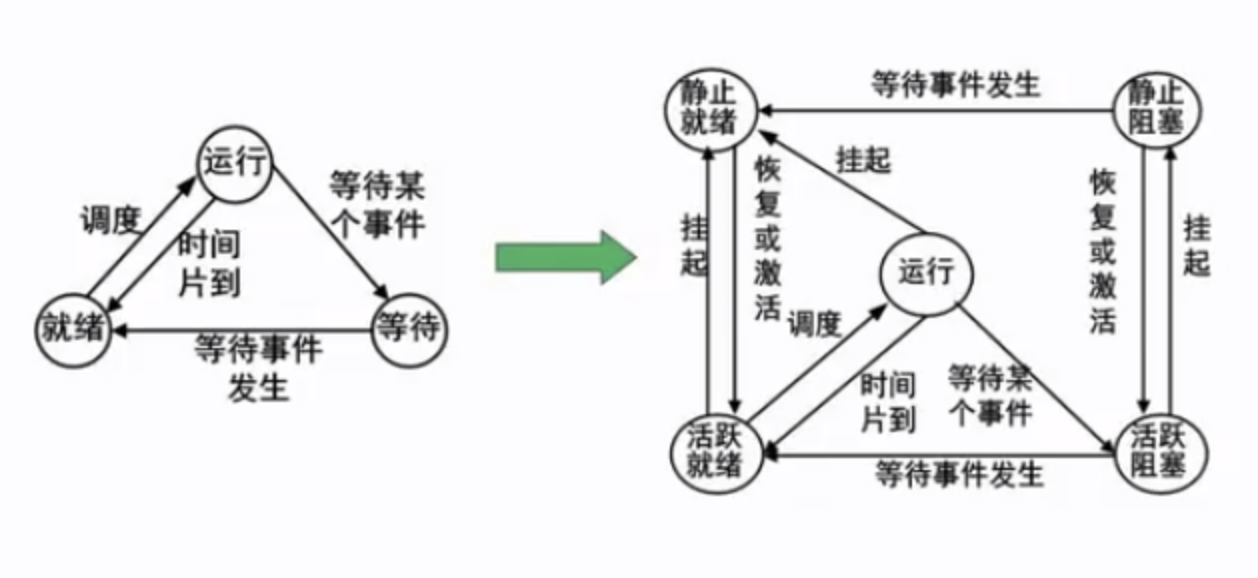 运行
调度
时间
片到
等待某
个事件
就绪
等待
等待事件
发生
静止
就绪
等待事件发生
静止
阻塞
挂起
恢复或激活
挂起
运行
恢复或激活
挂起
调度
时间
片到
等待某
个事件
活跃
就绪
等待事件发生
活跃
阻塞